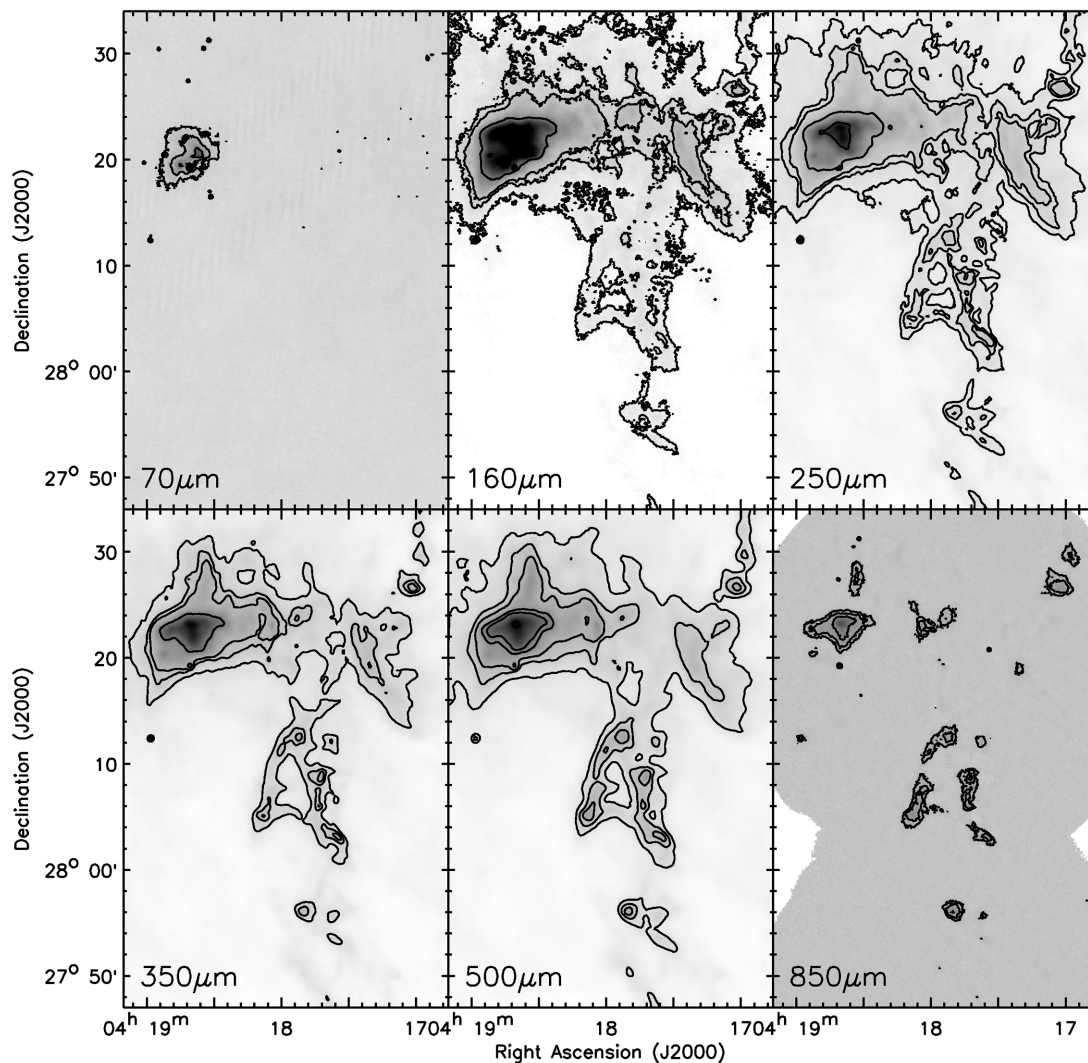 Declination (J2000)
30
20
10
28° 00'
27° 50'
70μm
160μm
250μm
Declination (J2000)
30
20
10
28° 00'
27° 50'
350μm
500μm
850μm
04ʰ 19ᵐ 18 1704ʰ 19ᵐ 18 1704ʰ 19ᵐ 18 17
Right Ascension (J2000)